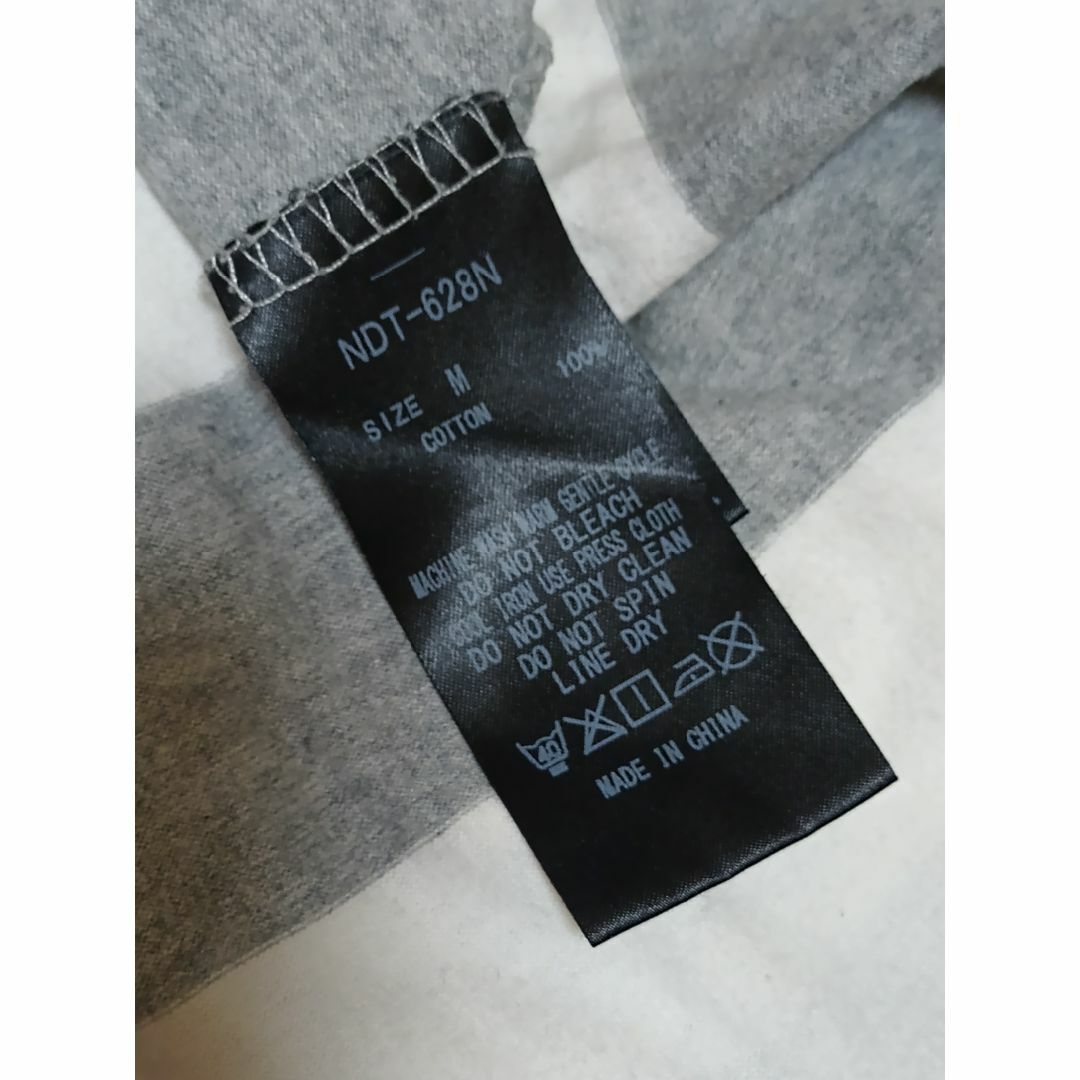 NDT-628N
SIZE M
COTTON 100%
MACHINE WASH WARM GENTLE CYCLE
DO NOT BLEACH
COOL IRON USE PRESS CLOTH
DO NOT DRY CLEAN
DO NOT SPIN
LINE DRY
40
MADE IN CHINA